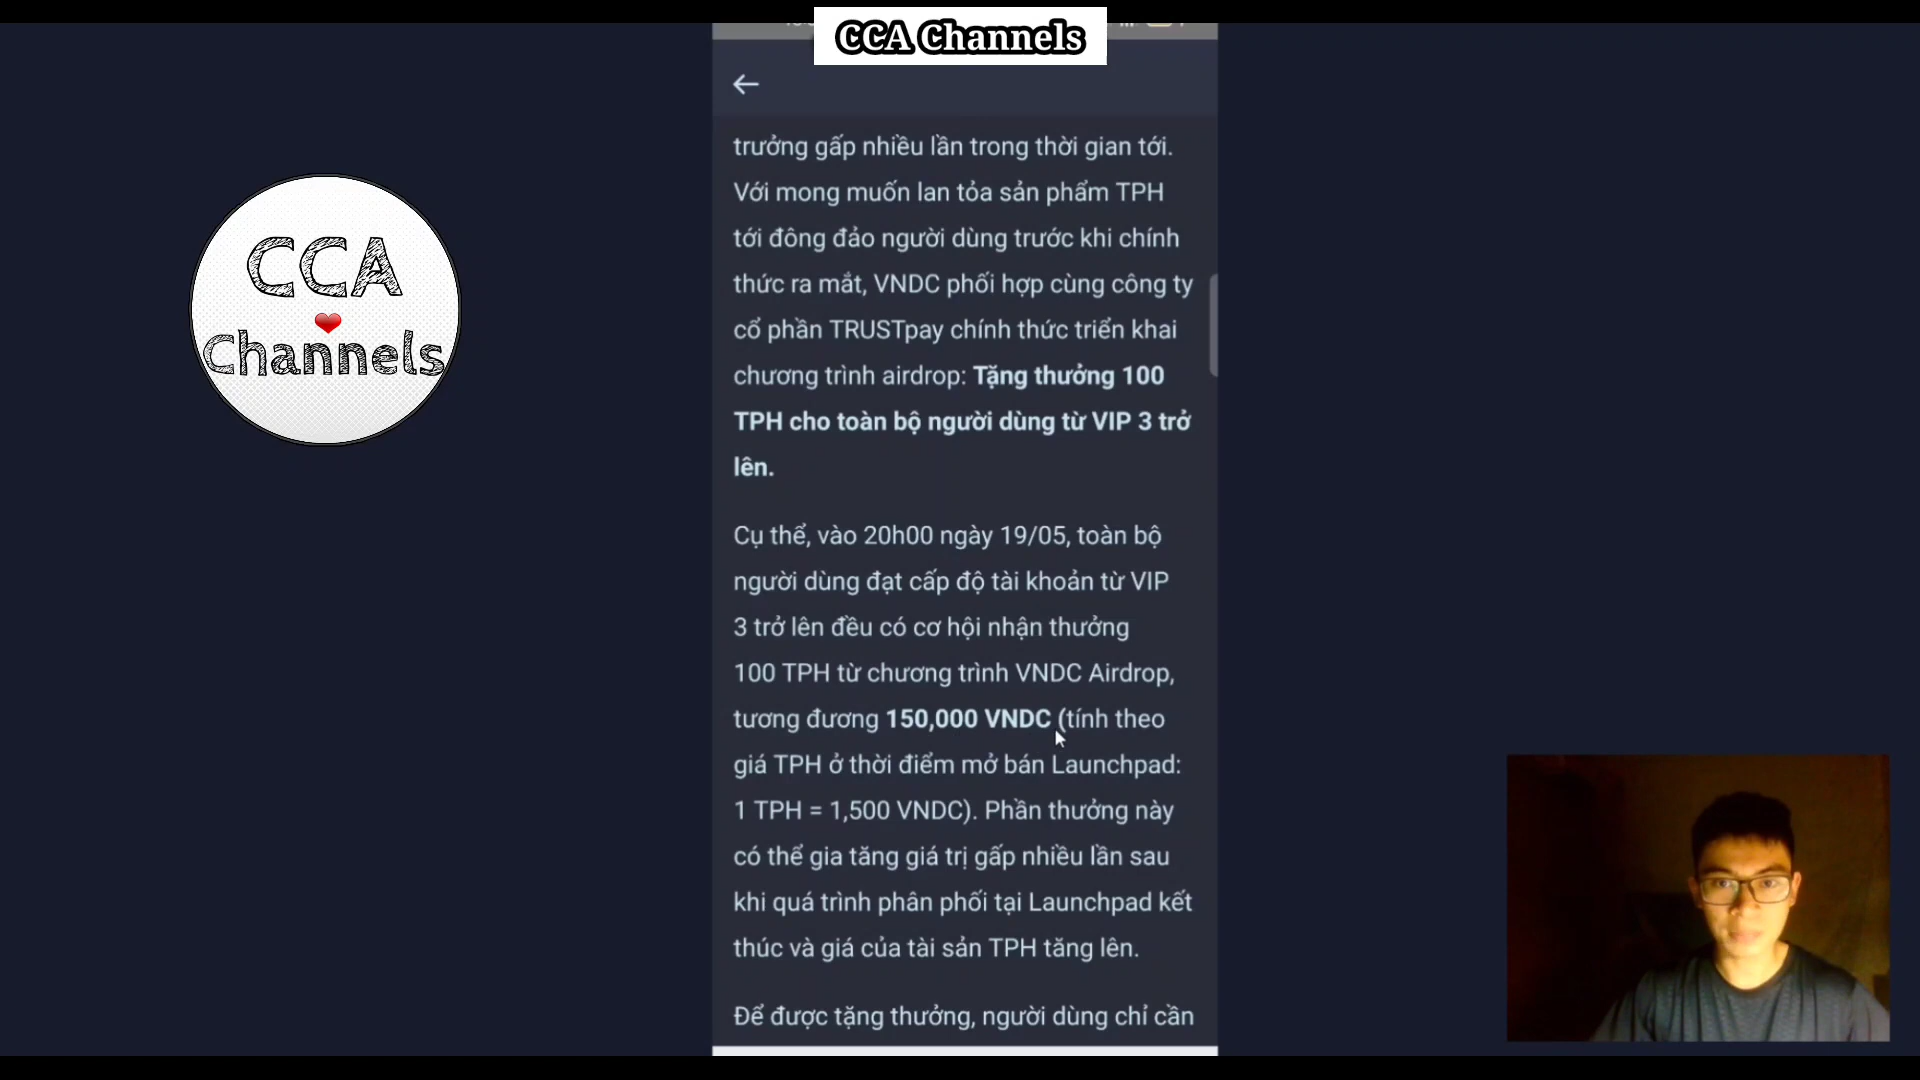 CCA Channels
CCA
Channels
trưởng gấp nhiều lần trong thời gian tới.
Với mong muốn lan tỏa sản phẩm TPH
tới đông đảo người dùng trước khi chính
thức ra mắt, VNDC phối hợp cùng công ty
cổ phần TRUSTpay chính thức triển khai
chương trình airdrop: Tặng thưởng 100
TPH cho toàn bộ người dùng từ VIP 3 trở
lên.
Cụ thể, vào 20h00 ngày 19/05, toàn bộ
người dùng đạt cấp độ tài khoản từ VIP
3 trở lên đều có cơ hội nhận thưởng
100 TPH từ chương trình VNDC Airdrop,
tương đương 150,000 VNDC (tính theo
giá TPH ở thời điểm mở bán Launchpad:
1 TPH = 1,500 VNDC). Phần thưởng này
có thể gia tăng giá trị gấp nhiều lần sau
khi quá trình phân phối tại Launchpad kết
thúc và giá của tài sản TPH tăng lên.
Để được tặng thưởng, người dùng chỉ cần